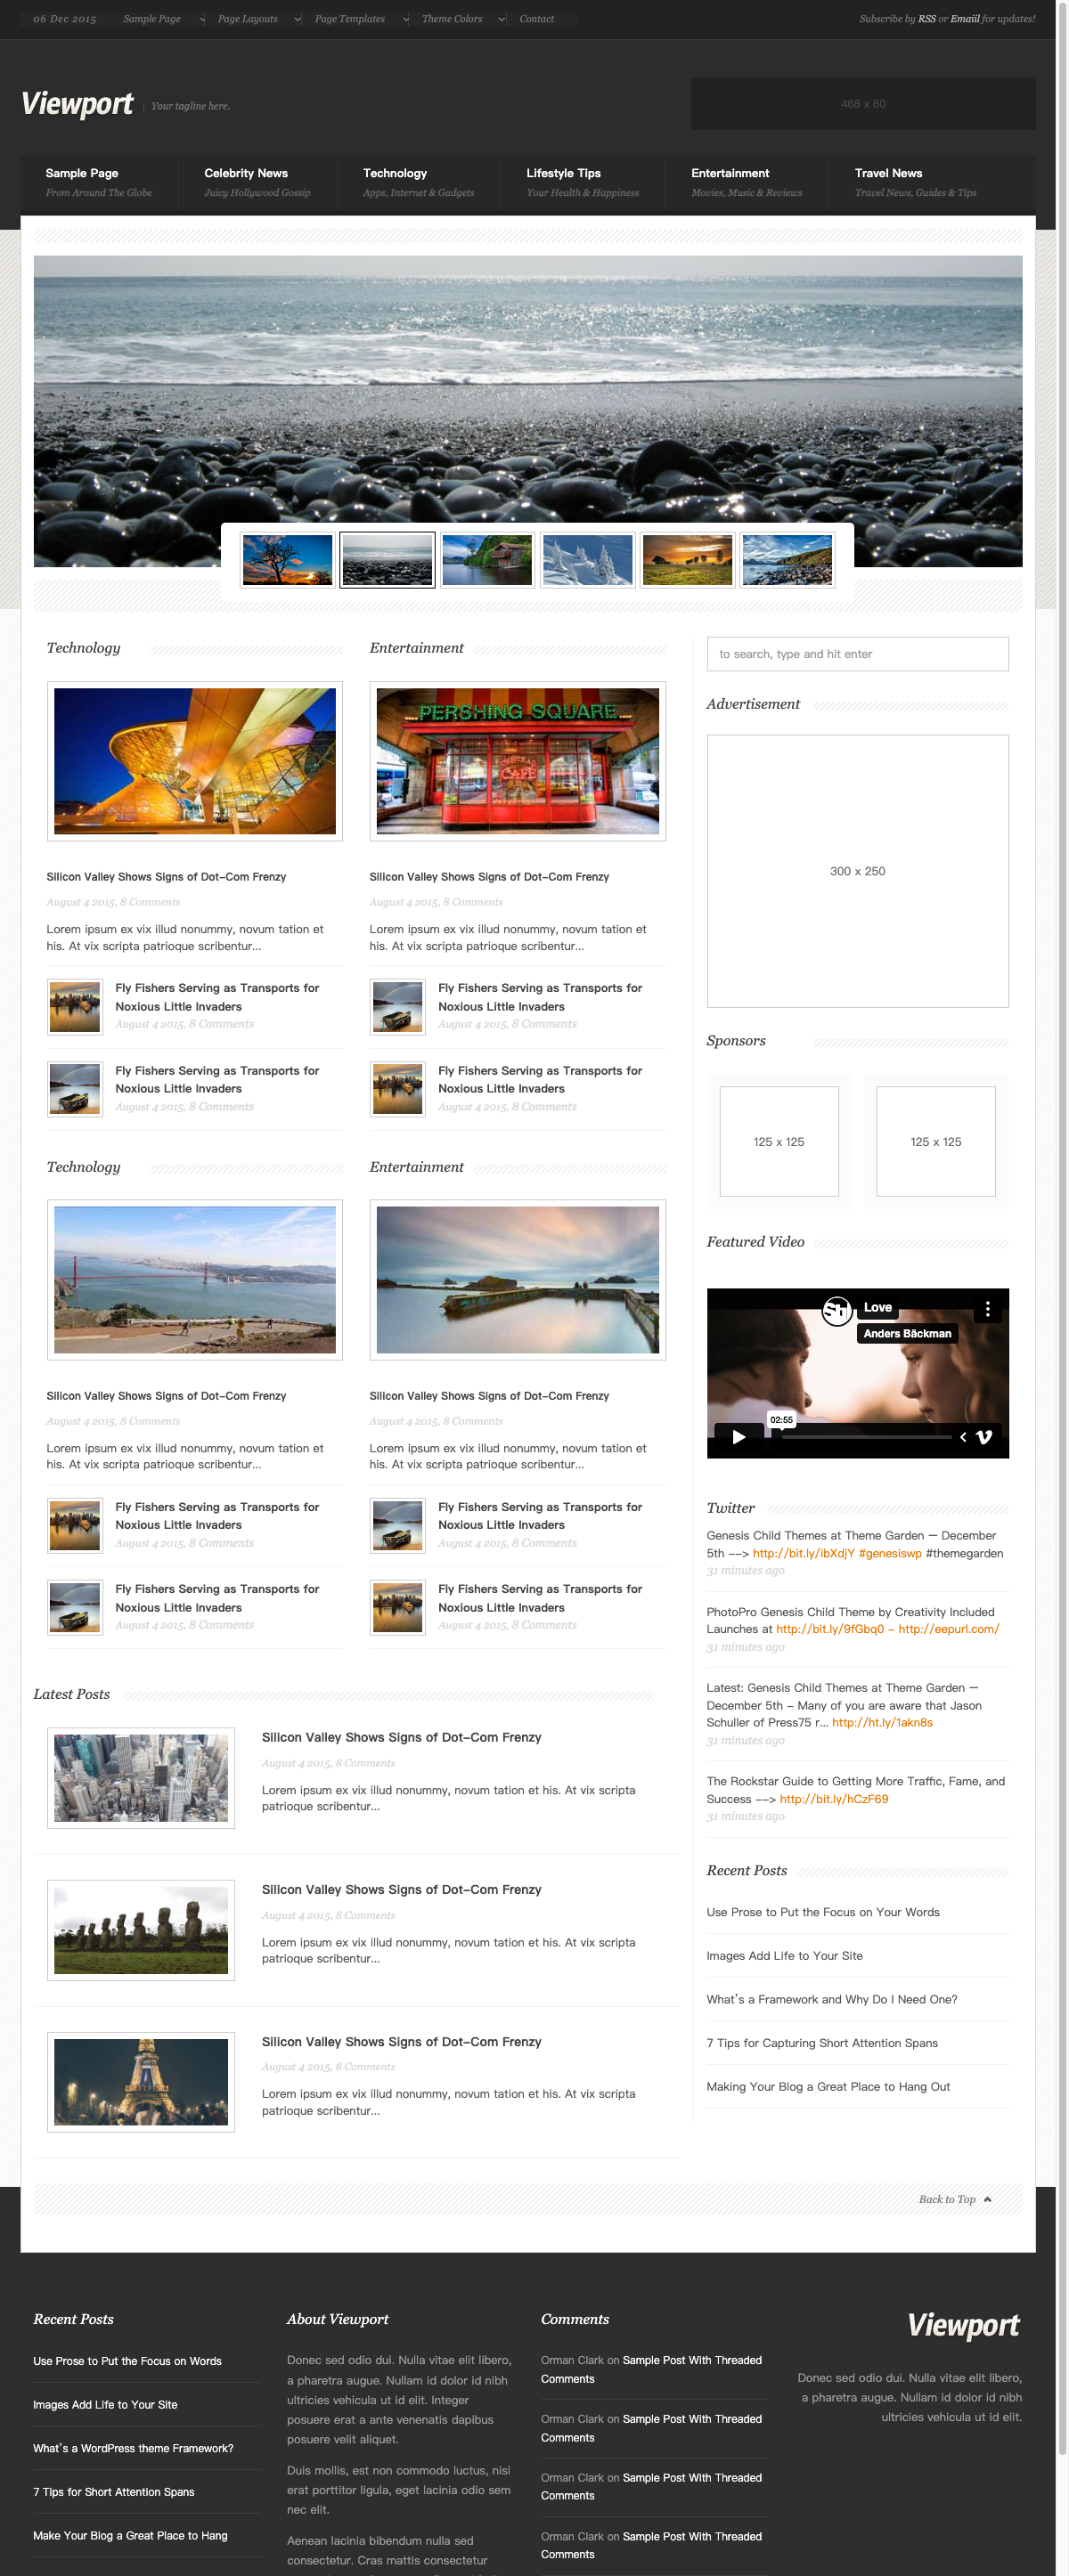 06 Dec 2015 Sample Page Page Layouts Page Templates Theme Colors Contact
Subscribe by RSS or Emaiil for updates!
Viewport
Your tagline here.
468 x 60
Sample Page
From Around The Globe
Celebrity News
Juicy Hollywood Gossip
Technology
Apps, Internet & Gadgets
Lifestyle Tips
Your Health & Happiness
Entertainment
Movies, Music & Reviews
Travel News
Travel News, Guides & Tips
Technology
Silicon Valley Shows Signs of Dot-Com Frenzy
August 4 2015, 8 Comments
Lorem ipsum ex vix illud nonummy, novum tation et
his. At vix scripta patrioque scribentur...
Fly Fishers Serving as Transports for
Noxious Little Invaders
August 4 2015, 8 Comments
Fly Fishers Serving as Transports for
Noxious Little Invaders
August 4 2015, 8 Comments
Entertainment
PERSHING SQUARE
CENTRAL
CAFE
Silicon Valley Shows Signs of Dot-Com Frenzy
August 4 2015, 8 Comments
Lorem ipsum ex vix illud nonummy, novum tation et
his. At vix scripta patrioque scribentur...
Fly Fishers Serving as Transports for
Noxious Little Invaders
August 4 2015, 8 Comments
Fly Fishers Serving as Transports for
Noxious Little Invaders
August 4 2015, 8 Comments
Technology
Silicon Valley Shows Signs of Dot-Com Frenzy
August 4 2015, 8 Comments
Lorem ipsum ex vix illud nonummy, novum tation et
his. At vix scripta patrioque scribentur...
Fly Fishers Serving as Transports for
Noxious Little Invaders
August 4 2015, 8 Comments
Fly Fishers Serving as Transports for
Noxious Little Invaders
August 4 2015, 8 Comments
Entertainment
Silicon Valley Shows Signs of Dot-Com Frenzy
August 4 2015, 8 Comments
Lorem ipsum ex vix illud nonummy, novum tation et
his. At vix scripta patrioque scribentur...
Fly Fishers Serving as Transports for
Noxious Little Invaders
August 4 2015, 8 Comments
Fly Fishers Serving as Transports for
Noxious Little Invaders
August 4 2015, 8 Comments
Latest Posts
Silicon Valley Shows Signs of Dot-Com Frenzy
August 4 2015, 8 Comments
Lorem ipsum ex vix illud nonummy, novum tation et his. At vix scripta
patrioque scribentur...
Silicon Valley Shows Signs of Dot-Com Frenzy
August 4 2015, 8 Comments
Lorem ipsum ex vix illud nonummy, novum tation et his. At vix scripta
patrioque scribentur...
Silicon Valley Shows Signs of Dot-Com Frenzy
August 4 2015, 8 Comments
Lorem ipsum ex vix illud nonummy, novum tation et his. At vix scripta
patrioque scribentur...
to search, type and hit enter
Advertisement
300 x 250
Sponsors
125 x 125
125 x 125
Featured Video
Love
Anders Bäckman
02:55
Twitter
Genesis Child Themes at Theme Garden — December
5th --> http://bit.ly/ibXdjY #genesiswp #themegarden
31 minutes ago
PhotoPro Genesis Child Theme by Creativity Included
Launches at http://bit.ly/9fGbq0 - http://eepurl.com/
31 minutes ago
Latest: Genesis Child Themes at Theme Garden —
December 5th - Many of you are aware that Jason
Schuller of Press75 r... http://ht.ly/1akn8s
31 minutes ago
The Rockstar Guide to Getting More Traffic, Fame, and
Success --> http://bit.ly/hCzF69
31 minutes ago
Recent Posts
Use Prose to Put the Focus on Your Words
Images Add Life to Your Site
What's a Framework and Why Do I Need One?
7 Tips for Capturing Short Attention Spans
Making Your Blog a Great Place to Hang Out
Back to Top
Recent Posts
Use Prose to Put the Focus on Words
Images Add Life to Your Site
What's a WordPress theme Framework?
7 Tips for Short Attention Spans
Make Your Blog a Great Place to Hang
About Viewport
Donec sed odio dui. Nulla vitae elit libero,
a pharetra augue. Nullam id dolor id nibh
ultricies vehicula ut id elit. Integer
posuere erat a ante venenatis dapibus
posuere velit aliquet.
Duis mollis, est non commodo luctus, nisi
erat porttitor ligula, eget lacinia odio sem
nec elit.
Aenean lacinia bibendum nulla sed
consectetur. Cras mattis consectetur
Comments
Orman Clark on Sample Post With Threaded
Comments
Orman Clark on Sample Post With Threaded
Comments
Orman Clark on Sample Post With Threaded
Comments
Orman Clark on Sample Post With Threaded
Comments
Viewport
Donec sed odio dui. Nulla vitae elit libero,
a pharetra augue. Nullam id dolor id nibh
ultricies vehicula ut id elit.